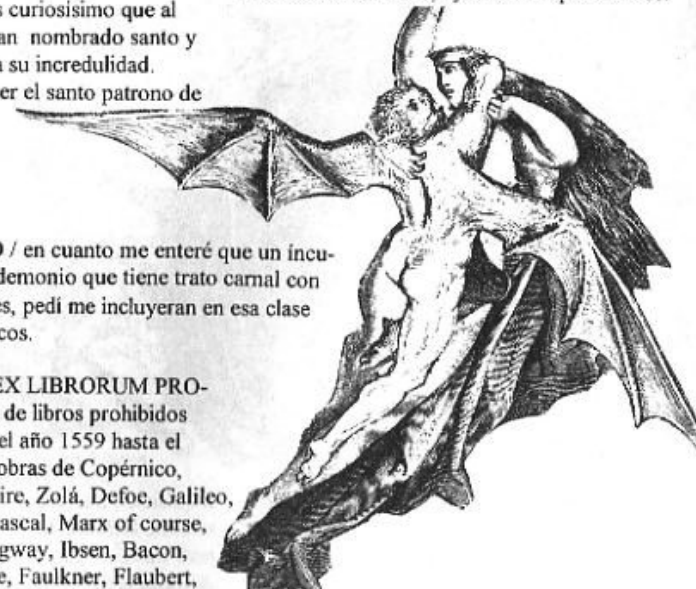 s curiosisimo que al
an nombrado santo y
su incredulidad.
er el santo patrono de
/ en cuanto me enteré que un íncu-
demonio que tiene trato carnal con
es, pedí me incluyeran en esa clase
cos.
EX LIBRORUM PRO-
de libros prohibidos
el año 1559 hasta el
obras de Copérnico,
ire, Zolá, Defoe, Galileo,
ascal, Marx of course,
gway, Ibsen, Bacon,
e, Faulkner, Flaubert,